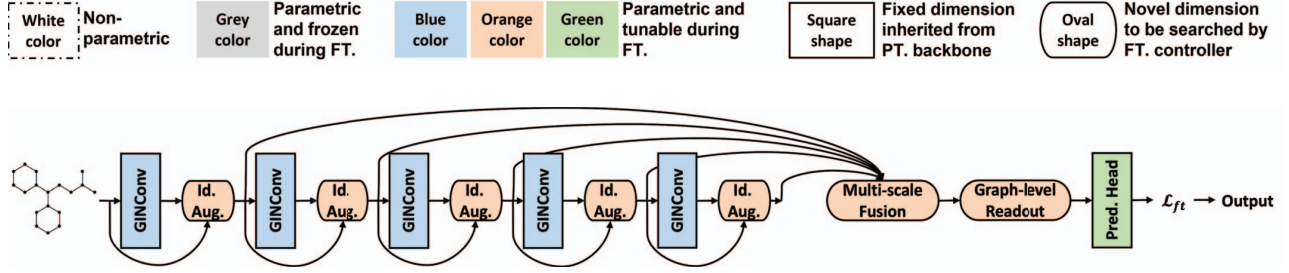 White
color
Non-
parametric
Grey
color
Parametric
and frozen
during FT.
Blue
color
Orange
color
Green
color
Parametric and
tunable during
FT.
Square
shape
Fixed dimension
inherited from
PT. backbone
Oval
shape
Novel dimension
to be searched by
FT. controller
GINConv
Id.
Aug.
GINConv
Id.
Aug.
GINConv
Id.
Aug.
GINConv
Id.
Aug.
GINConv
Id.
Aug.
Multi-scale
Fusion
Graph-level
Readout
Pred. Head
ℒft
Output